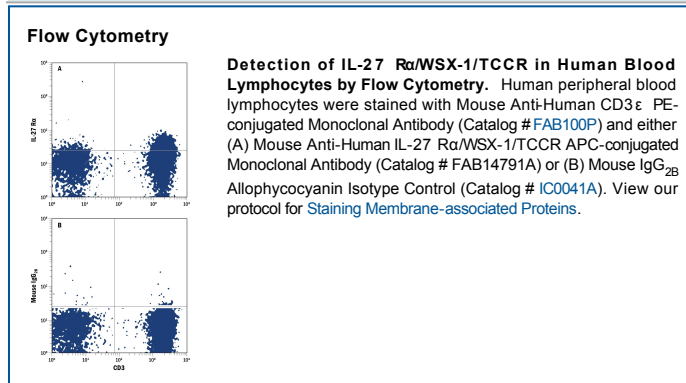 Flow Cytometry
Detection of IL-27 Rα/WSX-1/TCCR in Human Blood
Lymphocytes by Flow Cytometry. Human peripheral blood
lymphocytes were stained with Mouse Anti-Human CD3ε PE-
conjugated Monoclonal Antibody (Catalog # FAB100P) and either
(A) Mouse Anti-Human IL-27 Rα/WSX-1/TCCR APC-conjugated
Monoclonal Antibody (Catalog # FAB14791A) or (B) Mouse IgG2B
Allophycocyanin Isotype Control (Catalog # IC0041A). View our
protocol for Staining Membrane-associated Proteins.
A
IL-27 Rα
B
Mouse IgG2B
CD3